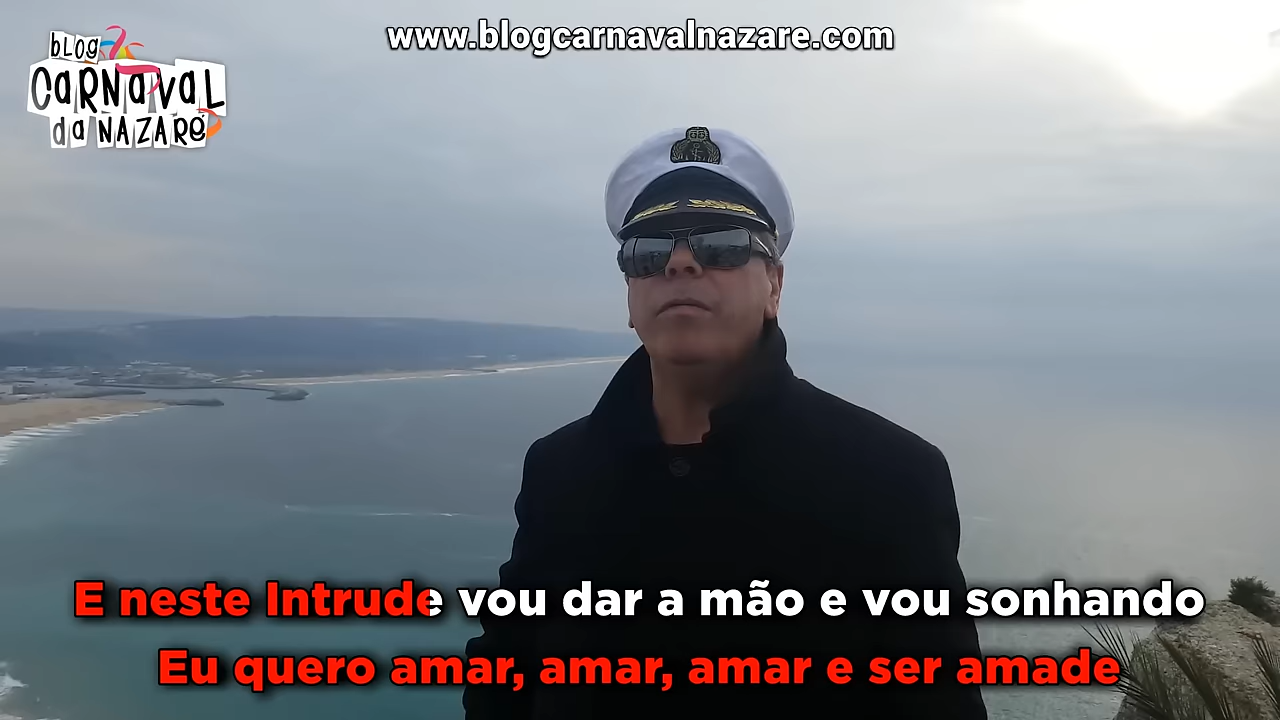 www.blogcarnavalnazare.com
blog
CARNAVAL
da NAZARÉ
E neste Intrude vou dar a mão e vou sonhando
Eu quero amar, amar, amar e ser amade